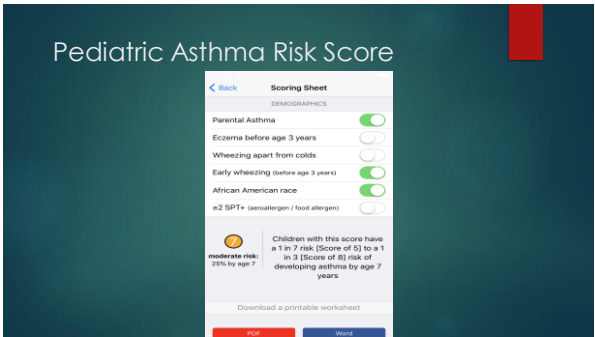 Pediatric Asthma Risk Score
Back
Scoring Sheet
DEMOGRAPHICS
Parental Asthma
Eczema before age 3 years
Wheezing apart from colds
Early wheezing (before age 3 years)
African American race
≥2 SPT+ (aeroallergen / food allergen)
7
moderate risk:
25% by age 7
Children with this score have
a 1 in 7 risk [Score of 5] to a 1
in 3 [Score of 8] risk of
developing asthma by age 7
years
Download a printable worksheet
PDF
Word